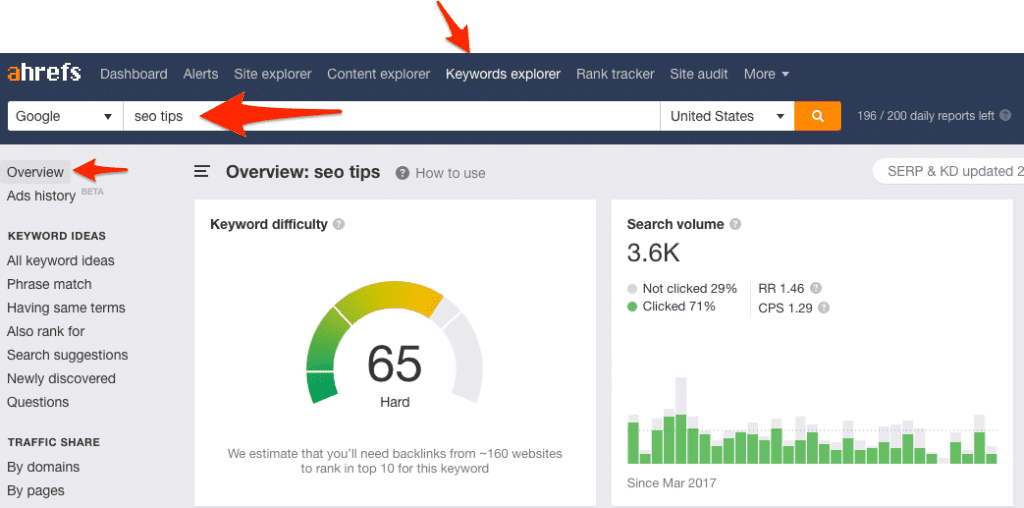 ahrefs Dashboard Alerts Site explorer Content explorer Keywords explorer Rank tracker Site audit More
Google seo tips United States 196 / 200 daily reports left
Overview
Ads history BETA
KEYWORD IDEAS
All keyword ideas
Phrase match
Having same terms
Also rank for
Search suggestions
Newly discovered
Questions
TRAFFIC SHARE
By domains
By pages
Overview: seo tips ? How to use
SERP & KD updated 2
Keyword difficulty ?
65
Hard
We estimate that you'll need backlinks from ~160 websites
to rank in top 10 for this keyword
Search volume ?
3.6K
Not clicked 29%
Clicked 71%
RR 1.46 ?
CPS 1.29 ?
Since Mar 2017